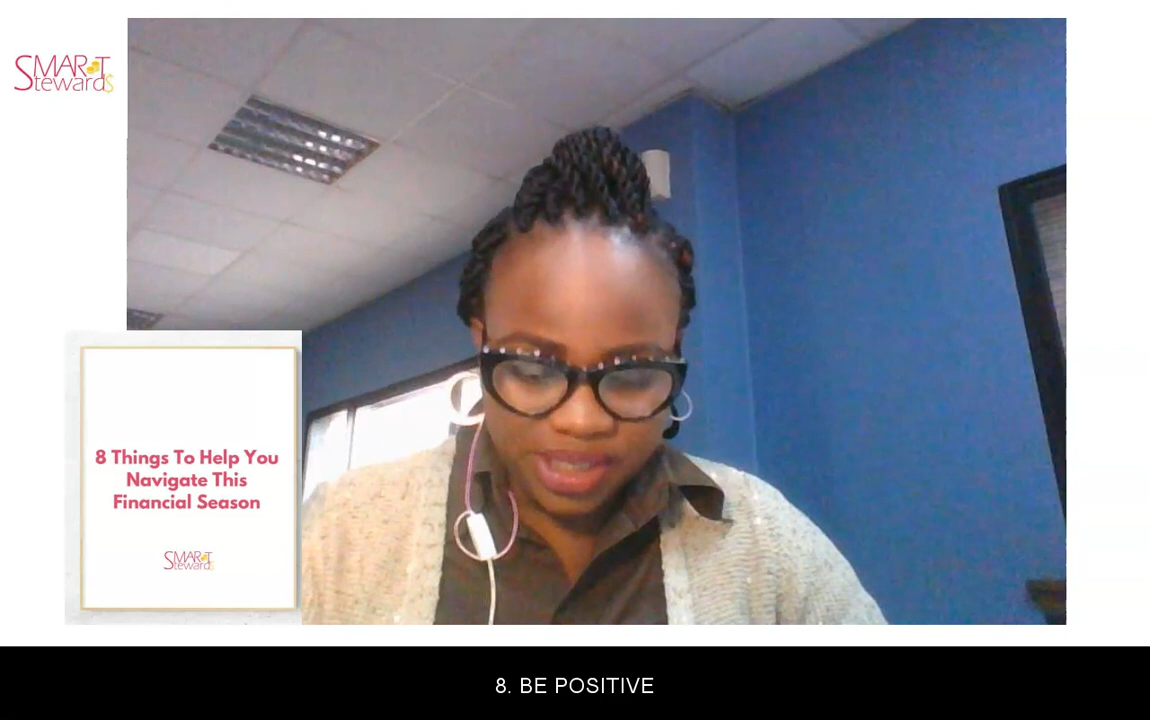 SMART
Stewards
8 Things To Help You
Navigate This
Financial Season
SMART
Stewards
8. BE POSITIVE